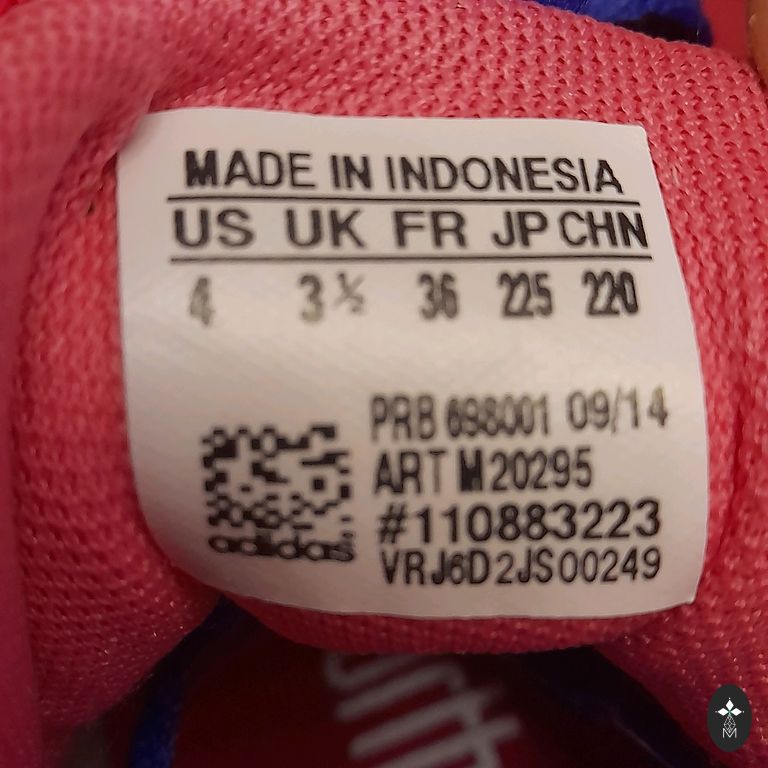 MADE IN INDONESIA
US UK FR JP CHN
4 3½ 36 225 220
PRB 698001 09/14
ART M20295
#110883223
VRJ6D2JS00249
adidas
M